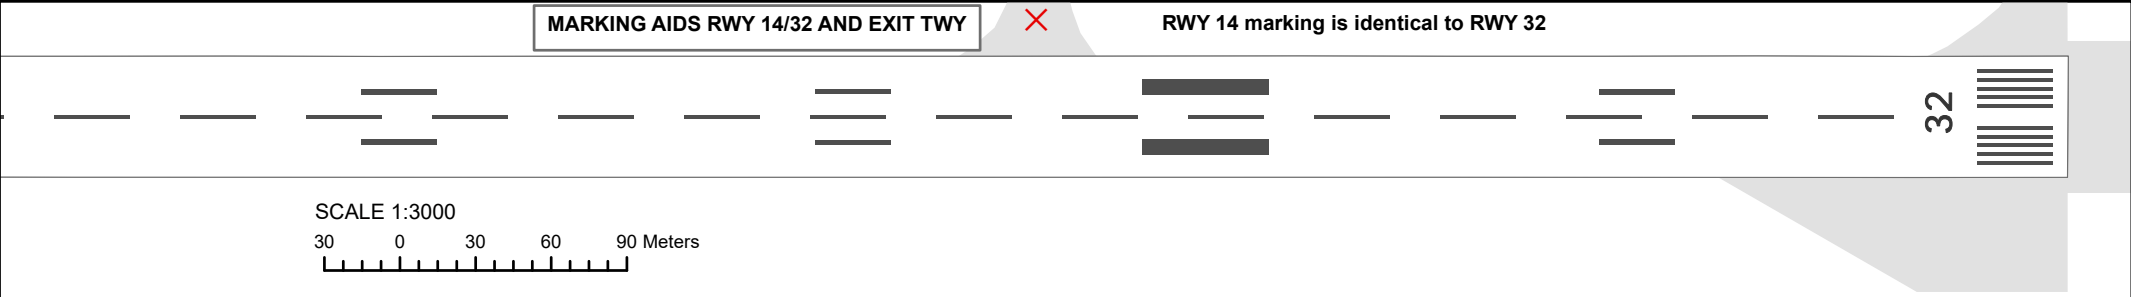 MARKING AIDS RWY 14/32 AND EXIT TWY
RWY 14 marking is identical to RWY 32
32
SCALE 1:3000
30 0 30 60 90 Meters